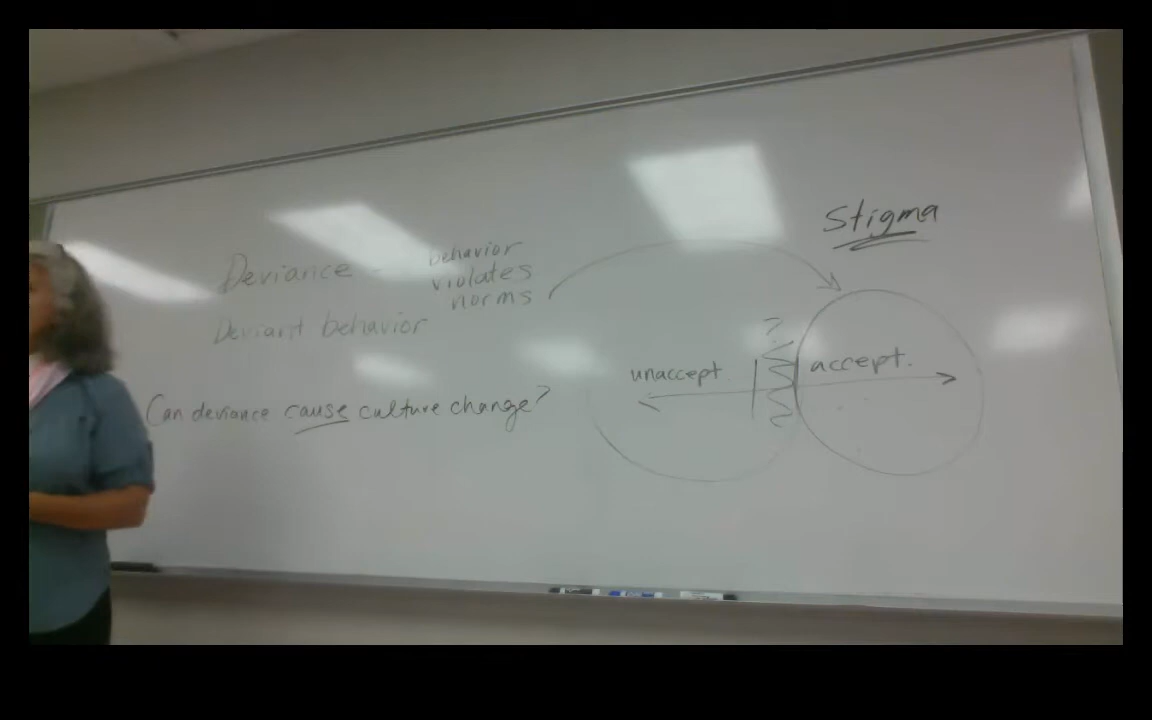 Stigma
Deviance - behavior
violates
norms
Deviant behavior
?
unaccept.
accept.
Can deviance cause culture change?